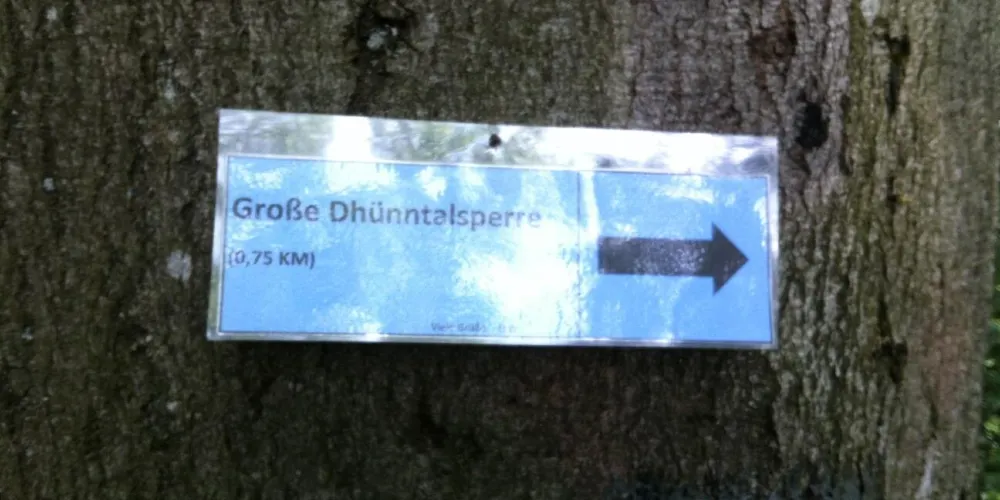 Große Dhünntalsperre
(0,75 KM)